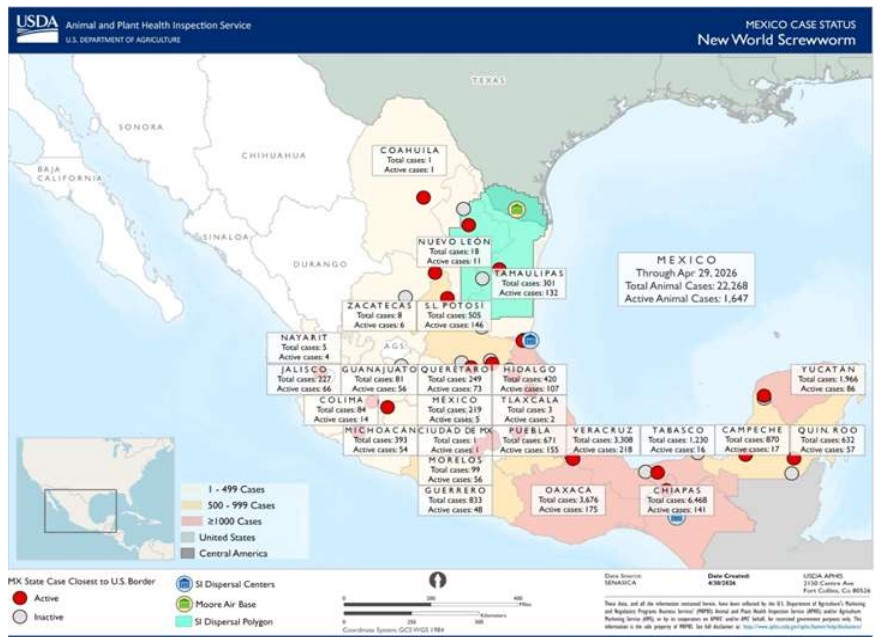 USDA Animal and Plant Health Inspection Service
U.S. DEPARTMENT OF AGRICULTURE
MEXICO CASE STATUS
New World Screwworm
TEXAS
SONORA
CHIHUAHUA
BAJA
CALIFORNIA
SINALOA
DURANGO
COAHUILA
Total cases: 1
Active cases: 1
NUEVO LEÓN
Total cases: 18
Active cases: 11
TAMAULIPAS
Total cases: 301
Active cases: 132
MEXICO
Through Apr 29, 2026
Total Animal Cases: 22,268
Active Animal Cases: 1,647
ZACATECAS
Total cases: 8
Active cases: 6
S.L. POTOSI
Total cases: 505
Active cases: 146
NAYARIT
Total cases: 5
Active cases: 4
AGS.
JALISCO
Total cases: 227
Active cases: 66
GUANAJUATO
Total cases: 81
Active cases: 56
QUERÉTARO
Total cases: 249
Active cases: 73
HIDALGO
Total cases: 420
Active cases: 107
YUCATÁN
Total cases: 1,966
Active cases: 86
COLIMA
Total cases: 84
Active cases: 14
MÉXICO
Total cases: 219
Active cases: 5
TLAXCALA
Total cases: 3
Active cases: 2
MICHOACÁN
Total cases: 393
Active cases: 54
CIUDAD DE MX
Total cases: 1
Active cases: 1
PUEBLA
Total cases: 671
Active cases: 155
VERACRUZ
Total cases: 3,308
Active cases: 218
TABASCO
Total cases: 1,230
Active cases: 16
CAMPECHE
Total cases: 870
Active cases: 17
QUIN. ROO
Total cases: 632
Active cases: 57
MORELOS
Total cases: 99
Active cases: 56
GUERRERO
Total cases: 833
Active cases: 48
OAXACA
Total cases: 3,676
Active cases: 175
CHIAPAS
Total cases: 6,468
Active cases: 141
1 - 499 Cases
500 - 999 Cases
≥1000 Cases
United States
Central America
MX State Case Closest to U.S. Border
Active
Inactive
SI Dispersal Centers
Moore Air Base
SI Dispersal Polygon
0 200 400
Miles
0 250 500
Kilometers
Coordinate System: GCS WGS 1984
Data Source:
SENASICA
Date Created:
4/30/2026
USDA APHIS
2150 Centre Ave
Fort Collins, Co 80526